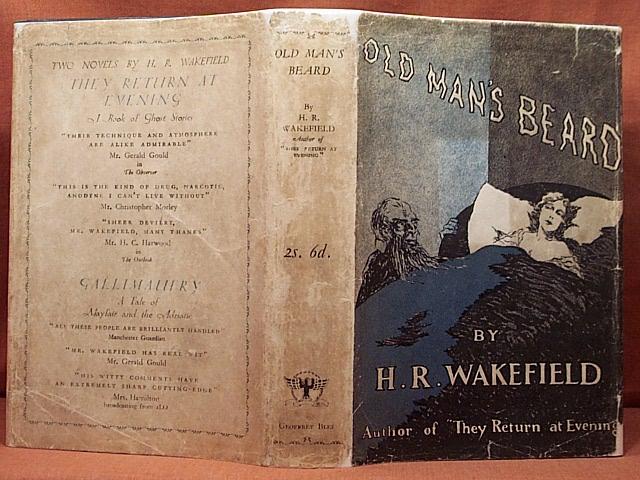 TWO NOVELS BY H. R. WAKEFIELD
THEY RETURN AT
EVENING
A Book of Ghost Stories
"THEIR TECHNIQUE AND ATMOSPHERE
ARE ALIKE ADMIRABLE"
Mr. Gerald Gould
in
The Observer
"THIS IS THE KIND OF DRUG, NARCOTIC,
ANODYNE I CAN'T LIVE WITHOUT"
Mr. Christopher Morley
"SHEER DEVILRY,
MR. WAKEFIELD, MANY THANKS"
Mr. H. C. Harwood
in
The Outlook
GALLIMAUFRY
A Tale of
Mayfair and the Adriatic
"ALL THESE PEOPLE ARE BRILLIANTLY HANDLED"
Manchester Guardian
"MR. WAKEFIELD HAS REAL WIT"
Mr. Gerald Gould
"HIS WITTY COMMENTS HAVE
AN EXTREMELY SHARP CUTTING-EDGE"
Mrs. Hamilton
broadcasting from 2LO
OLD MAN'S
BEARD
By
H. R.
WAKEFIELD
Author of
"THEY RETURN AT
EVENING"
2s. 6d.
GEOFFREY BLES
OLD MAN'S BEARD
BY
H.R. WAKEFIELD
Author of "They Return at Evening